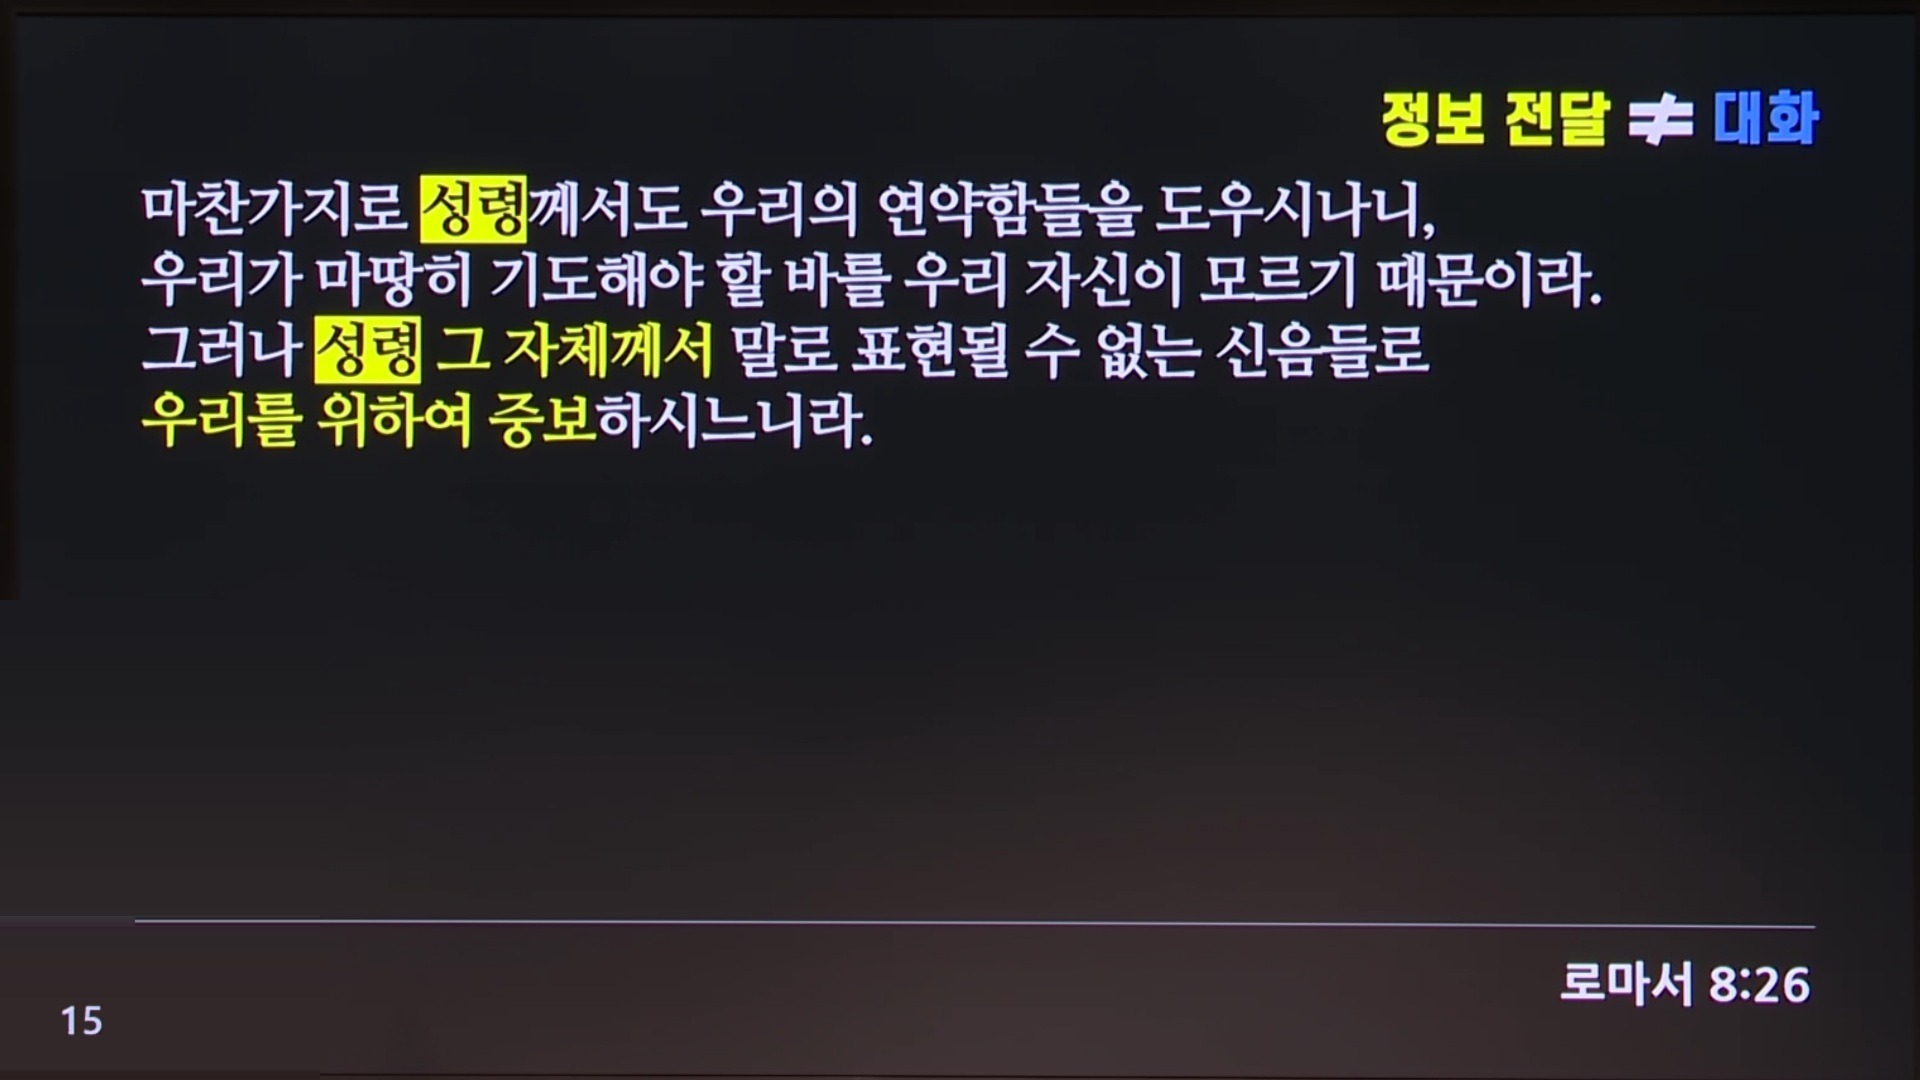 정보 전달 ≠ 대화
마찬가지로 성령께서도 우리의 연약함들을 도우시나니,
우리가 마땅히 기도해야 할 바를 우리 자신이 모르기 때문이라.
그러나 성령 그 자체께서 말로 표현될 수 없는 신음들로
우리를 위하여 중보하시느니라.
로마서 8:26
15